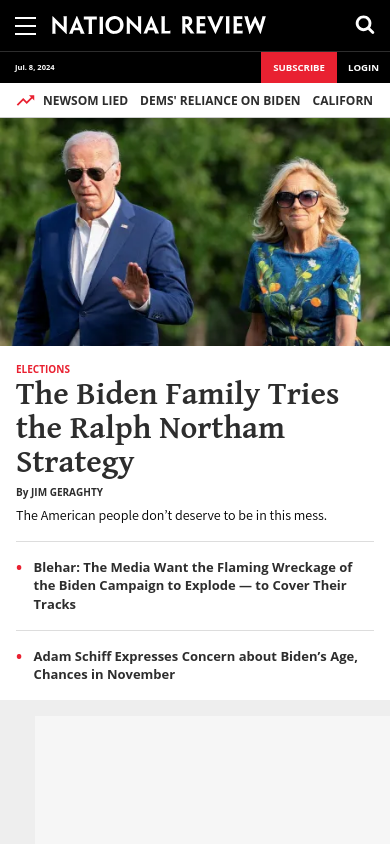 NATIONAL REVIEW
Jul. 8, 2024
SUBSCRIBE
LOGIN
NEWSOM LIED DEMS' RELIANCE ON BIDEN CALIFORN
ELECTIONS
The Biden Family Tries
the Ralph Northam
Strategy
By JIM GERAGHTY
The American people don’t deserve to be in this mess.
• Blehar: The Media Want the Flaming Wreckage of
the Biden Campaign to Explode — to Cover Their
Tracks
• Adam Schiff Expresses Concern about Biden’s Age,
Chances in November